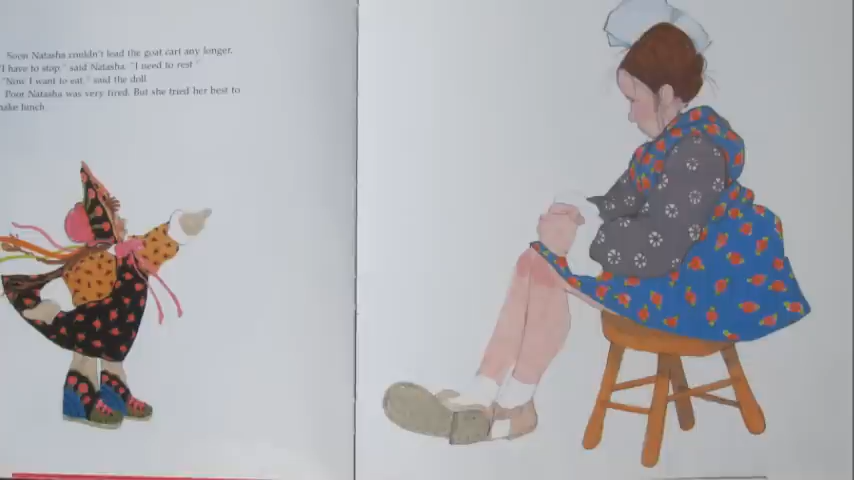 Soon Natasha couldn't lead the goat cart any longer.
"I have to stop," said Natasha. "I need to rest."
"Now I want to eat," said the doll.
Poor Natasha was very tired. But she tried her best to
make lunch.